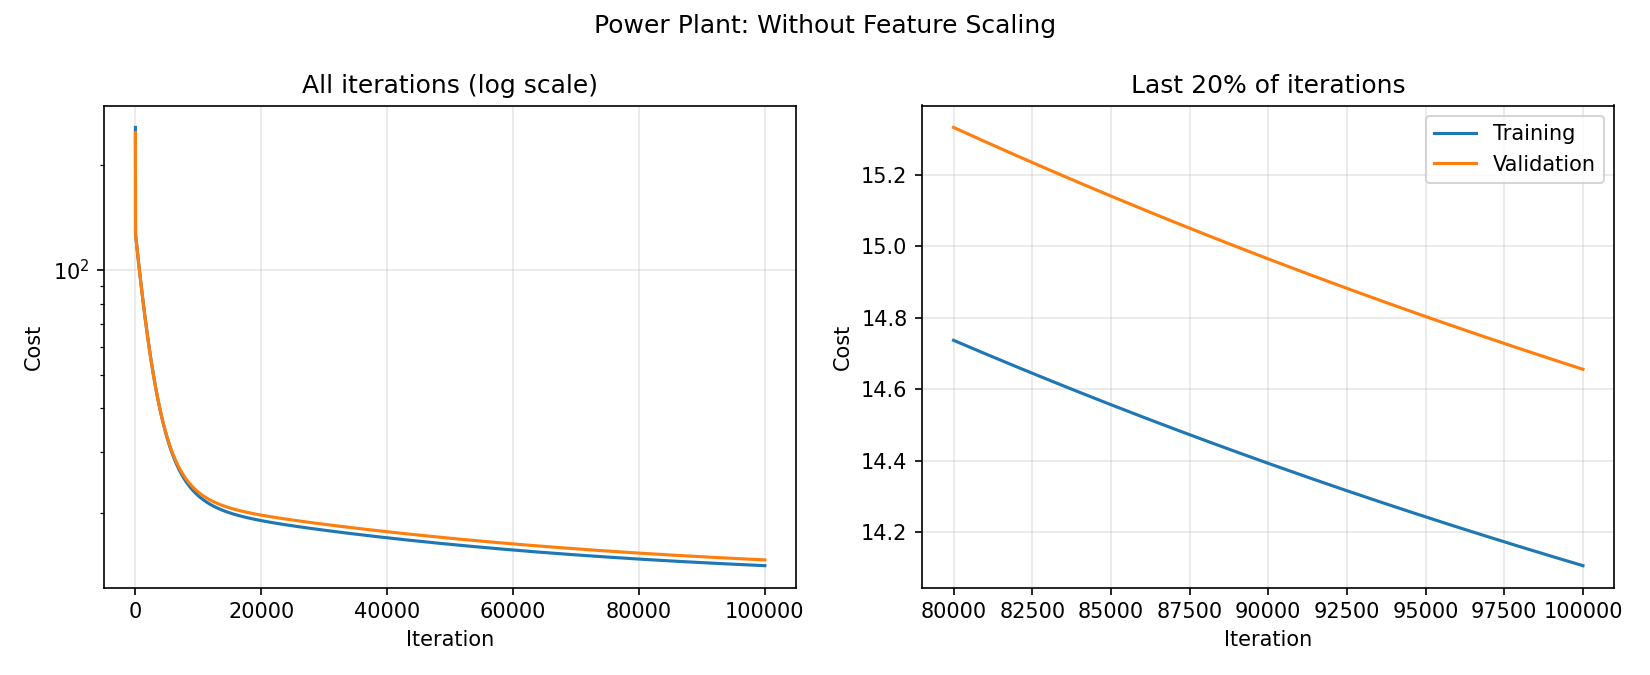 Power Plant: Without Feature Scaling
All iterations (log scale)
10²
Cost
0 20000 40000 60000 80000 100000
Iteration
Last 20% of iterations
Training
Validation
15.2
15.0
14.8
14.6
14.4
14.2
Cost
80000 82500 85000 87500 90000 92500 95000 97500 100000
Iteration